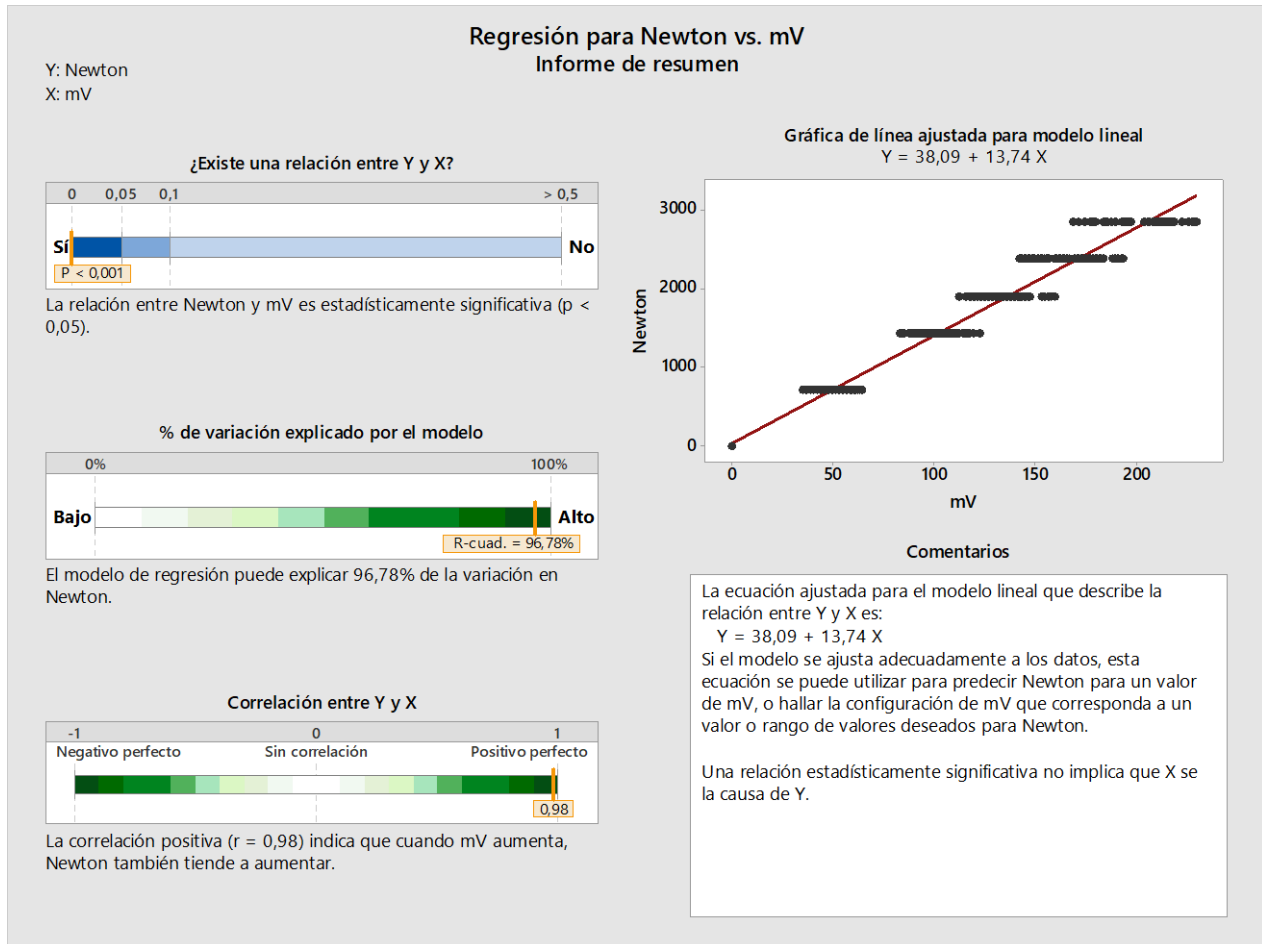 Regresión para Newton vs. mV
Informe de resumen
Y: Newton
X: mV
¿Existe una relación entre Y y X?
0 0,05 0,1 > 0,5
Sí No
P < 0,001
La relación entre Newton y mV es estadísticamente significativa (p <
0,05).
% de variación explicado por el modelo
0% 100%
Bajo Alto
R-cuad. = 96,78%
El modelo de regresión puede explicar 96,78% de la variación en
Newton.
Correlación entre Y y X
-1 0 1
Negativo perfecto Sin correlación Positivo perfecto
0,98
La correlación positiva (r = 0,98) indica que cuando mV aumenta,
Newton también tiende a aumentar.
Gráfica de línea ajustada para modelo lineal
Y = 38,09 + 13,74 X
3000
2000
1000
0
Newton
0 50 100 150 200
mV
Comentarios
La ecuación ajustada para el modelo lineal que describe la
relación entre Y y X es:
Y = 38,09 + 13,74 X
Si el modelo se ajusta adecuadamente a los datos, esta
ecuación se puede utilizar para predecir Newton para un valor
de mV, o hallar la configuración de mV que corresponda a un
valor o rango de valores deseados para Newton.
Una relación estadísticamente significativa no implica que X se
la causa de Y.